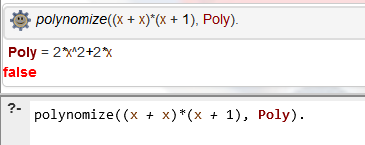 polynomize((x + x)*(x + 1), Poly).
Poly = 2*x^2+2*x
false
?- polynomize((x + x)*(x + 1), Poly).